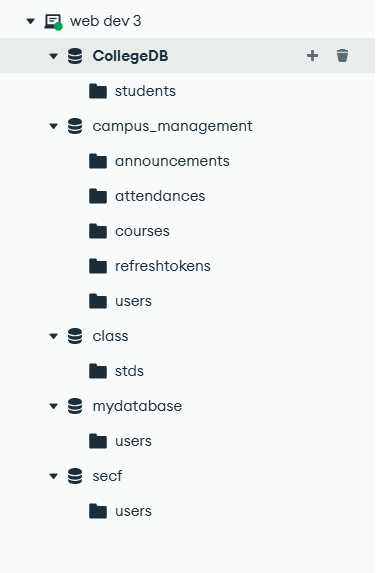 web dev 3
CollegeDB
students
campus_management
announcements
attendances
courses
refreshtokens
users
class
stds
mydatabase
users
secf
users